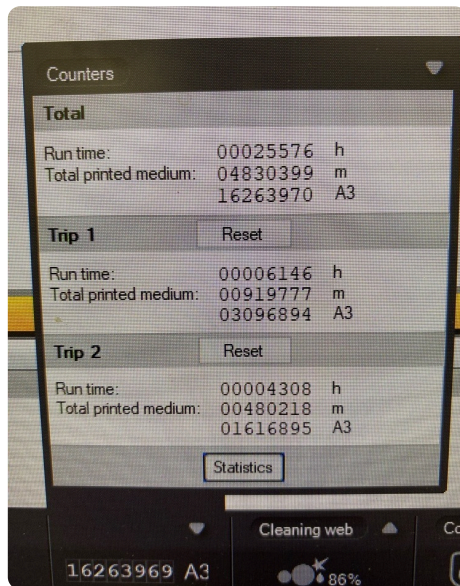 Counters
Total
Run time: 00025576 h
Total printed medium: 04830399 m
16263970 A3
Trip 1 Reset
Run time: 00006146 h
Total printed medium: 00919777 m
03096894 A3
Trip 2 Reset
Run time: 00004308 h
Total printed medium: 00480218 m
01616895 A3
Statistics
Cleaning web
16263969 A3
86%